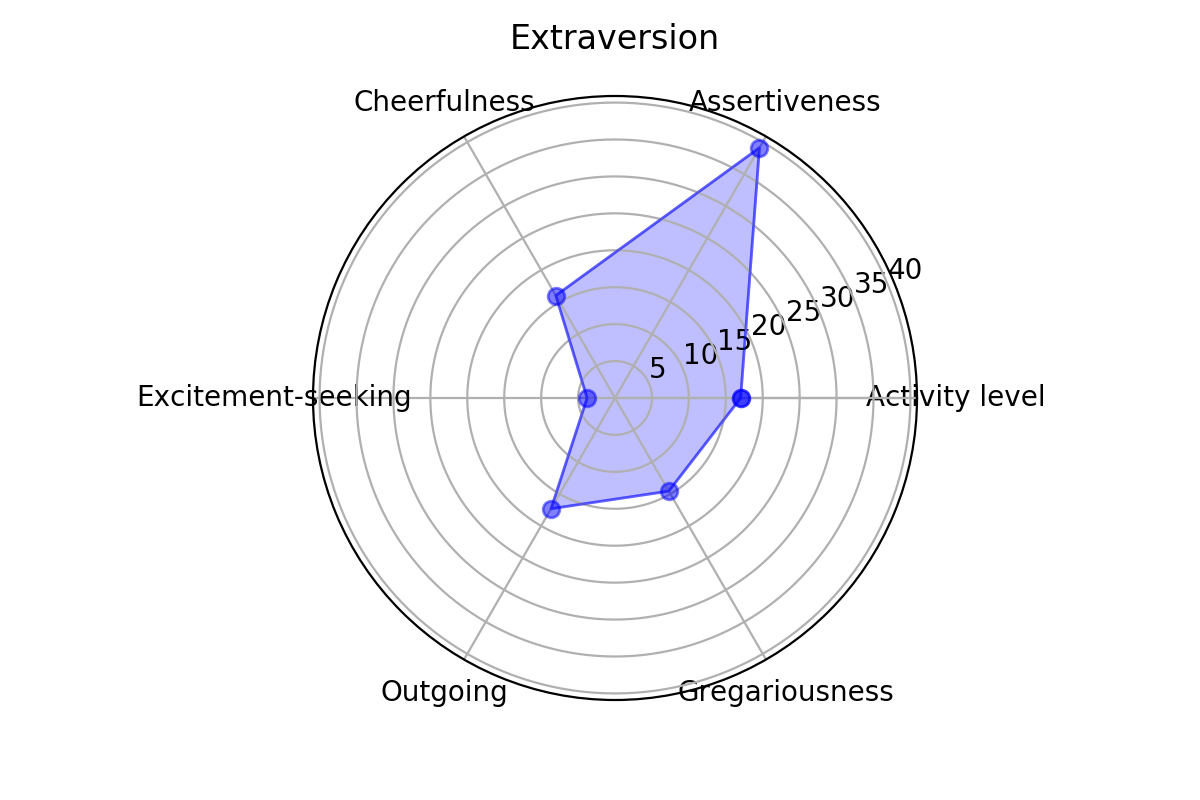 Extraversion
Cheerfulness
Assertiveness
40
35
30
25
20
15
10
5
Excitement-seeking
Activity level
Outgoing
Gregariousness